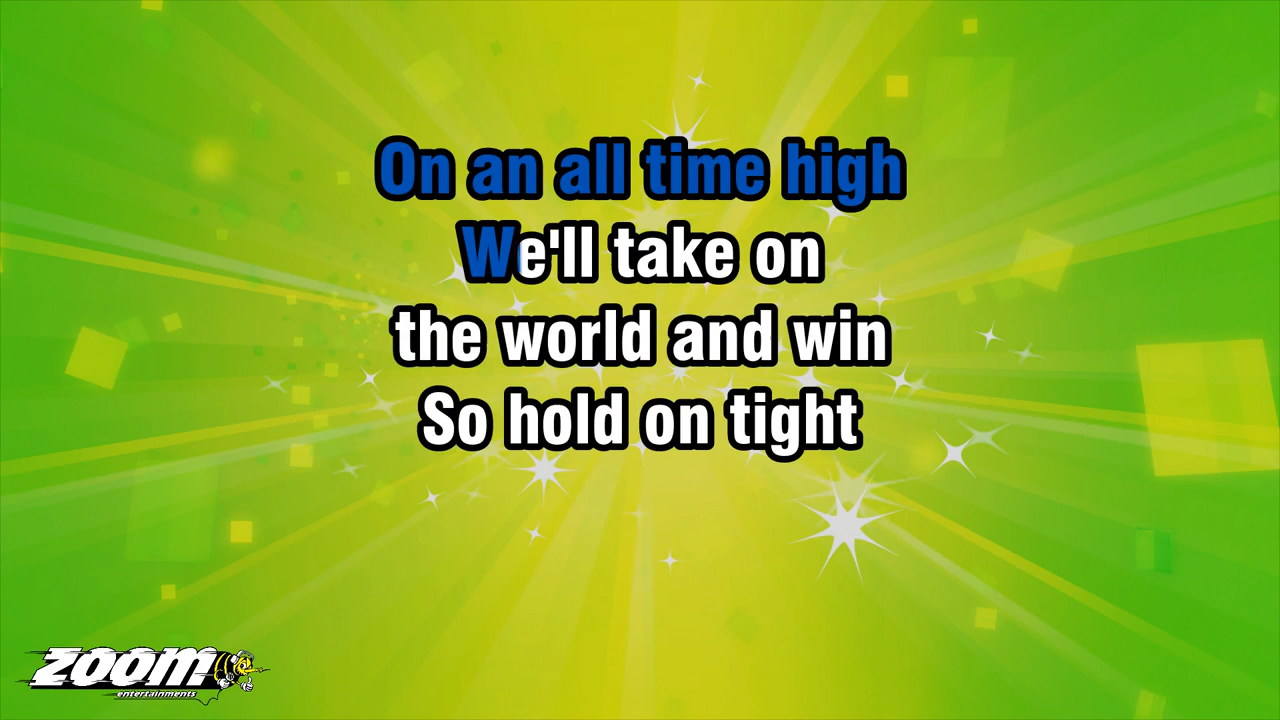 On an all time high
We'll take on
the world and win
So hold on tight
zoom
entertainments